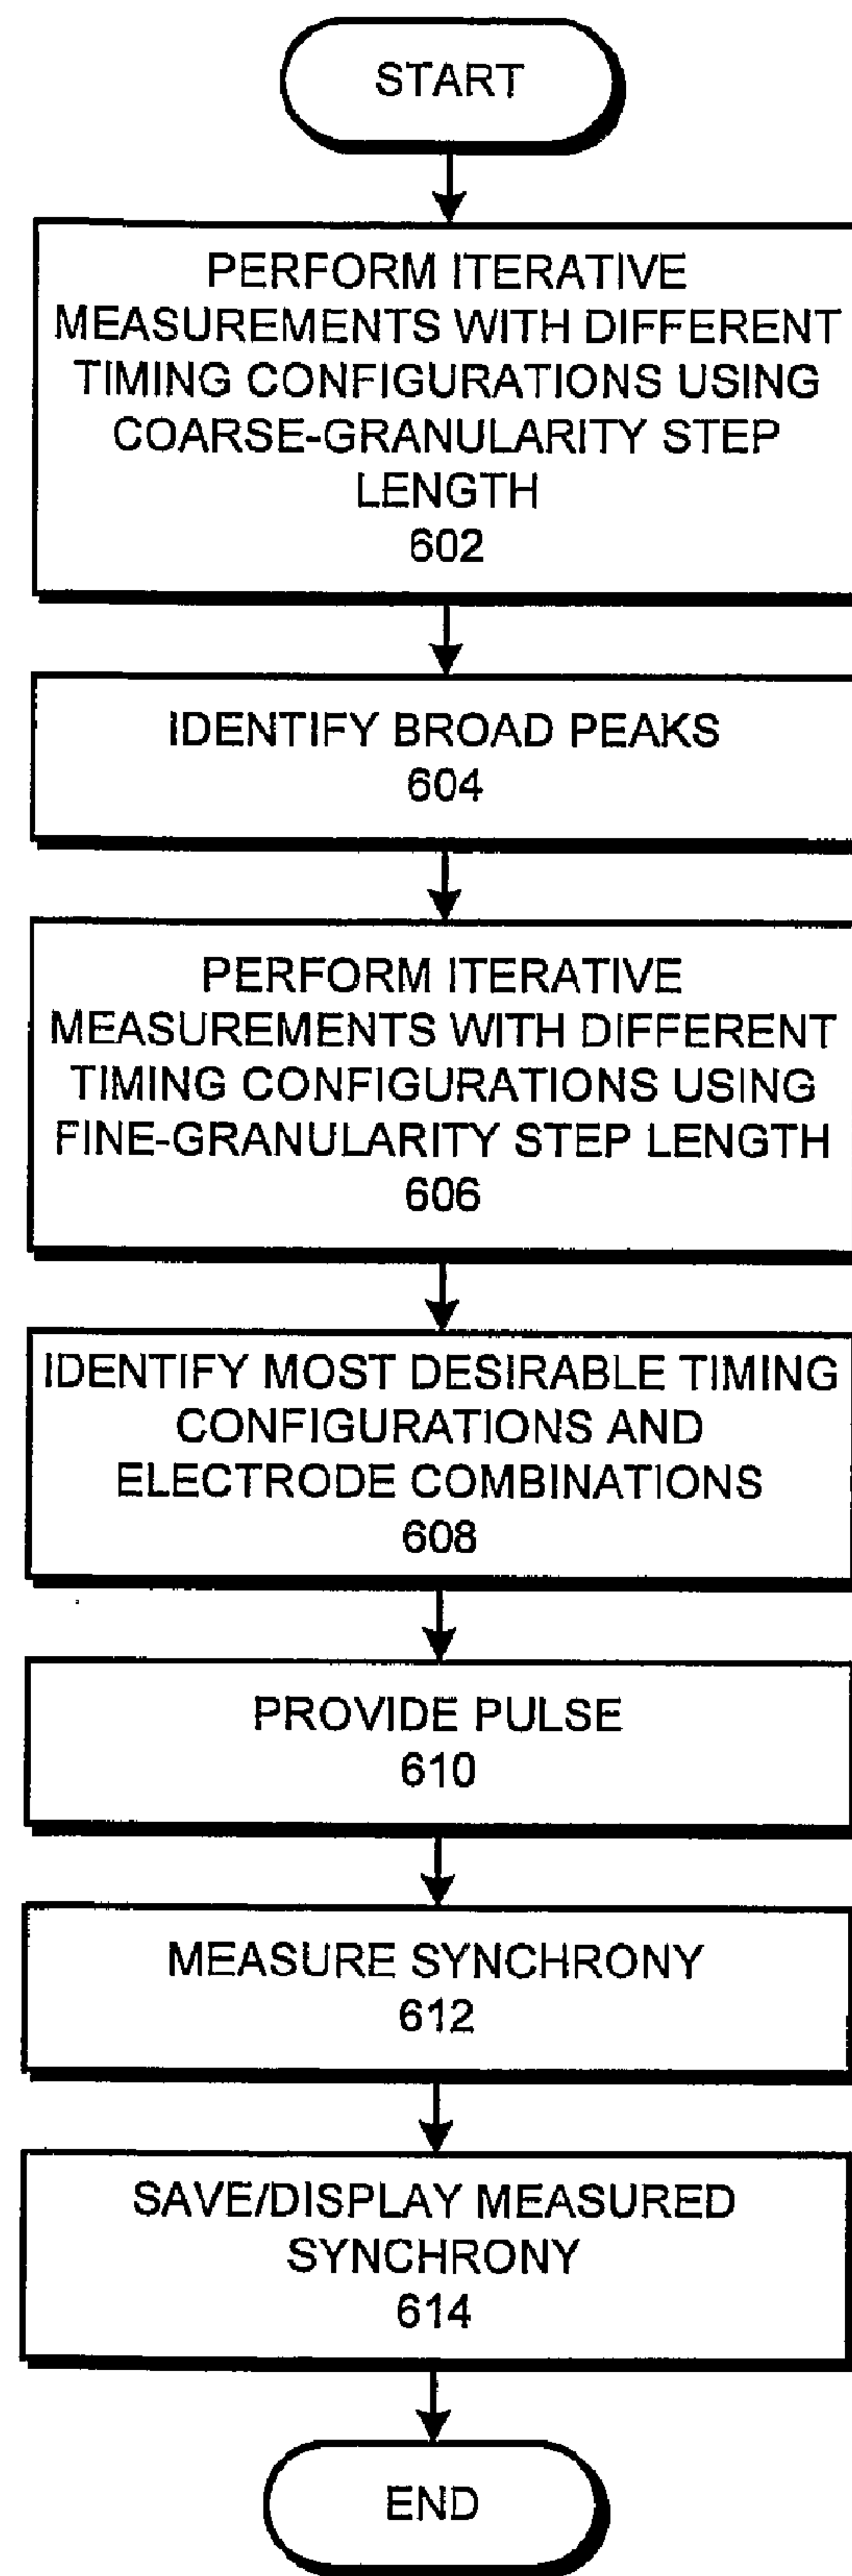 START
PERFORM ITERATIVE
MEASUREMENTS WITH DIFFERENT
TIMING CONFIGURATIONS USING
COARSE-GRANULARITY STEP
LENGTH
602
IDENTIFY BROAD PEAKS
604
PERFORM ITERATIVE
MEASUREMENTS WITH DIFFERENT
TIMING CONFIGURATIONS USING
FINE-GRANULARITY STEP LENGTH
606
IDENTIFY MOST DESIRABLE TIMING
CONFIGURATIONS AND
ELECTRODE COMBINATIONS
608
PROVIDE PULSE
610
MEASURE SYNCHRONY
612
SAVE/DISPLAY MEASURED
SYNCHRONY
614
END